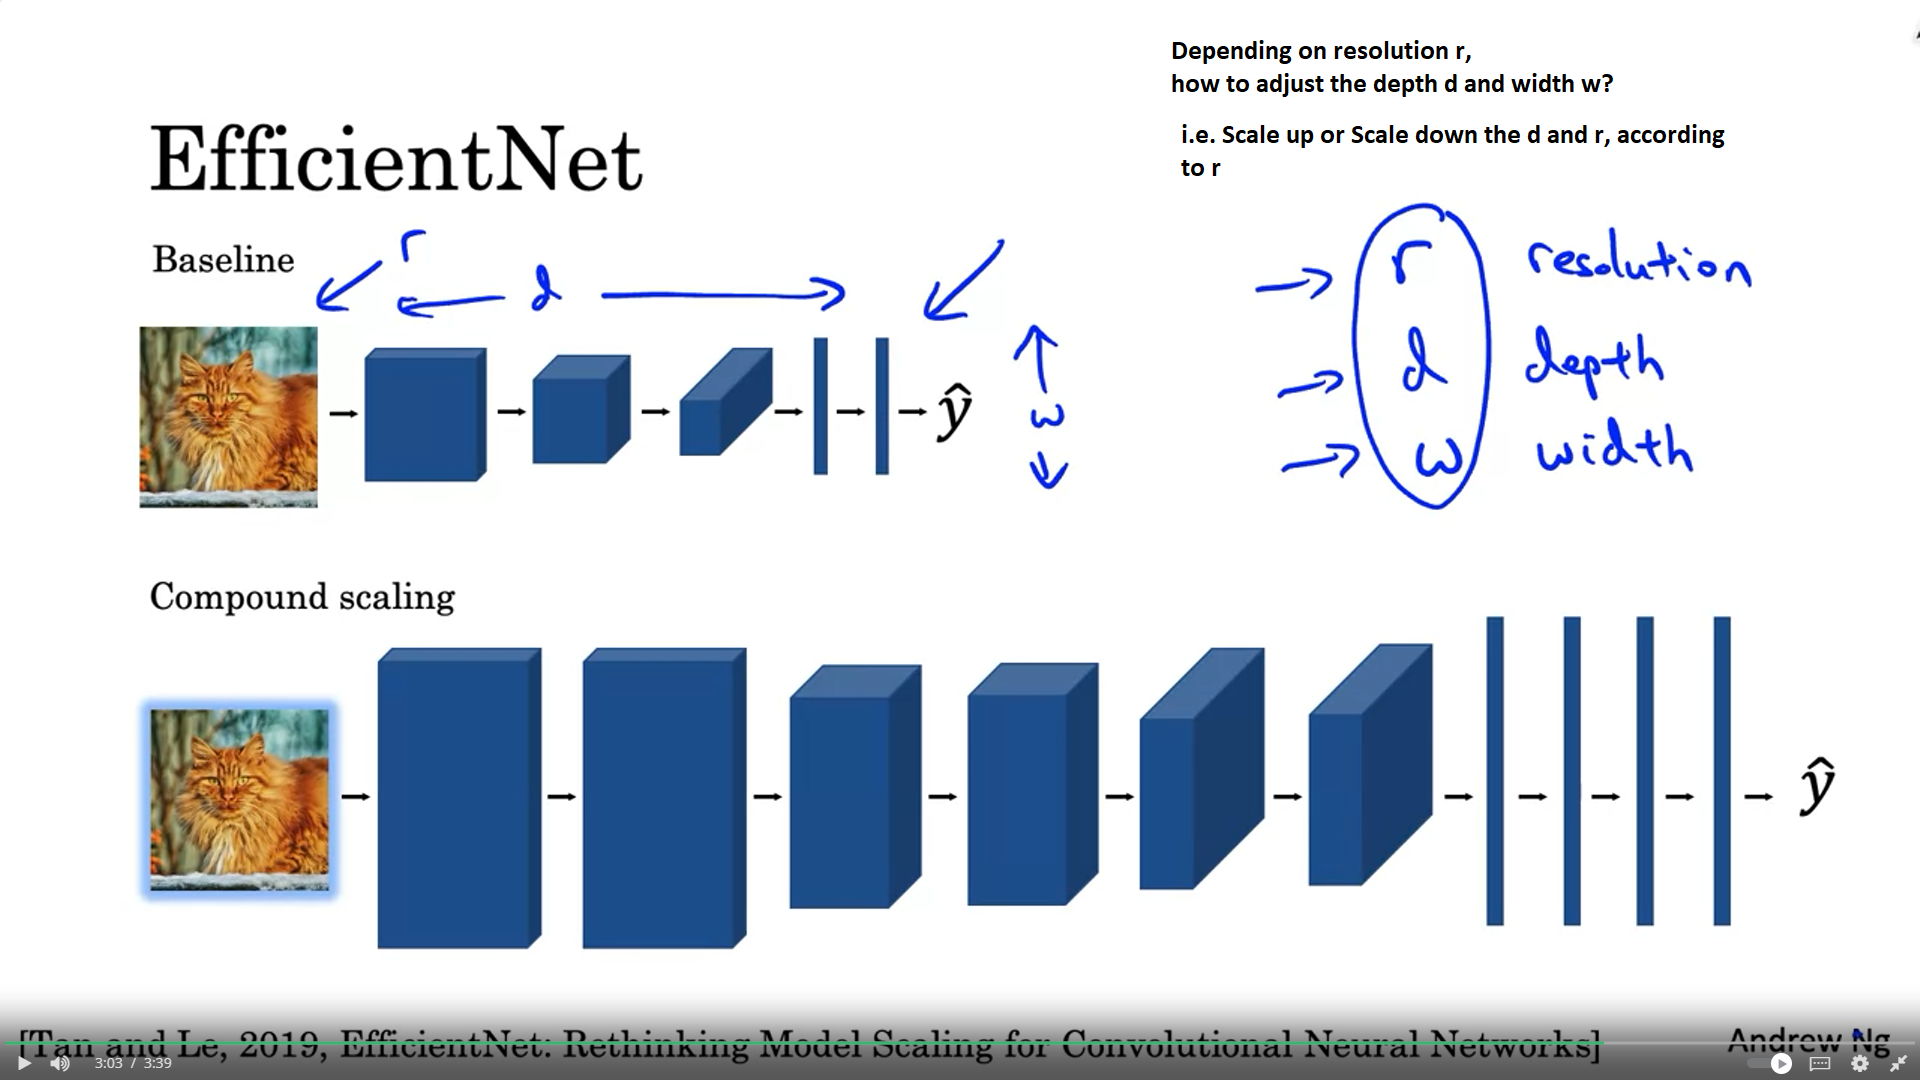 Depending on resolution r,
how to adjust the depth d and width w?
i.e. Scale up or Scale down the d and r, according
to r
EfficientNet
Baseline
r
d
ŷ
w
r resolution
d depth
w width
Compound scaling
ŷ
[Tan and Le, 2019, EfficientNet: Rethinking Model Scaling for Convolutional Neural Networks]
Andrew Ng
3:03 / 3:39